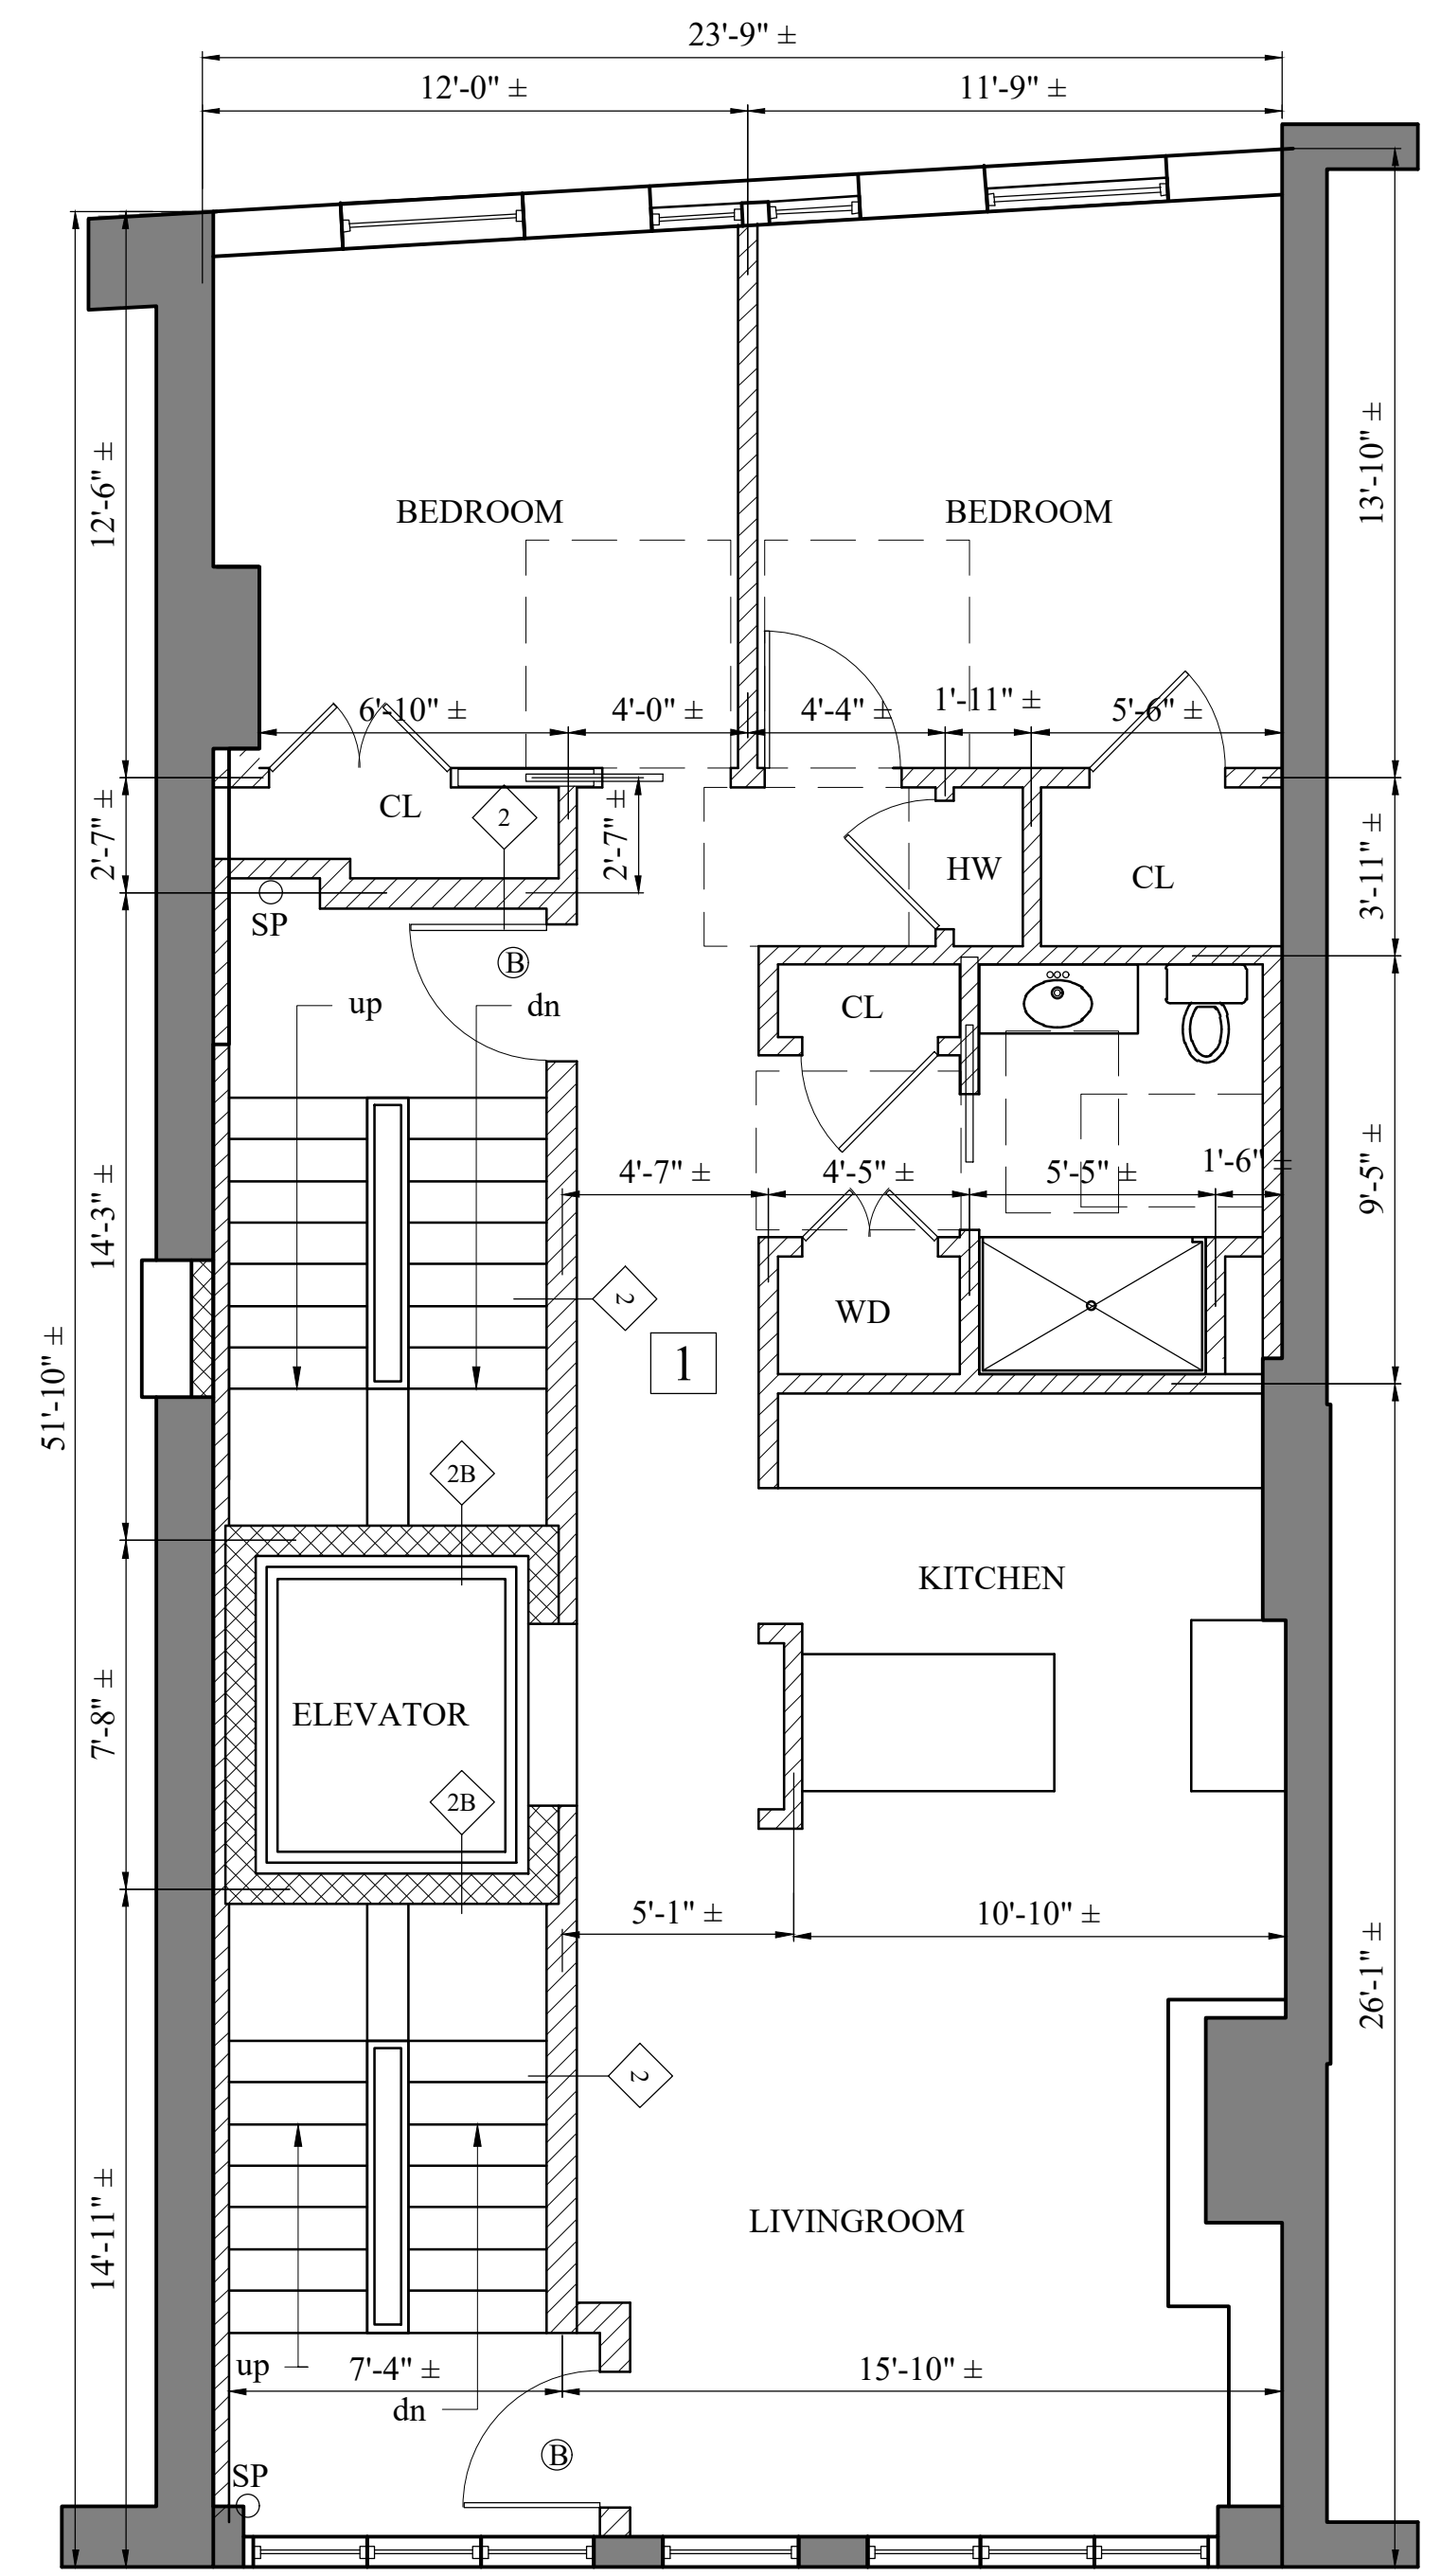 23'-9" ±
12'-0" ±
11'-9" ±
12'-6" ±
13'-10" ±
BEDROOM
BEDROOM
6'-10" ±
4'-0" ±
4'-4" ±
1'-11" ±
5'-6" ±
2'-7" ±
CL
2
2'-7" ±
HW
CL
3'-11" ±
SP
B
up
dn
CL
14'-3" ±
4'-7" ±
4'-5" ±
5'-5" ±
1'-6" ±
9'-5" ±
2
WD
1
51'-10" ±
2B
KITCHEN
7'-8" ±
ELEVATOR
2B
5'-1" ±
10'-10" ±
26'-1" ±
2
14'-11" ±
LIVINGROOM
up
7'-4" ±
15'-10" ±
dn
B
SP